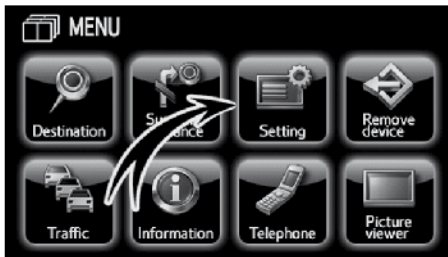 MENU
Destination
Setting
Remove
device
Traffic
Information
Telephone
Picture
viewer